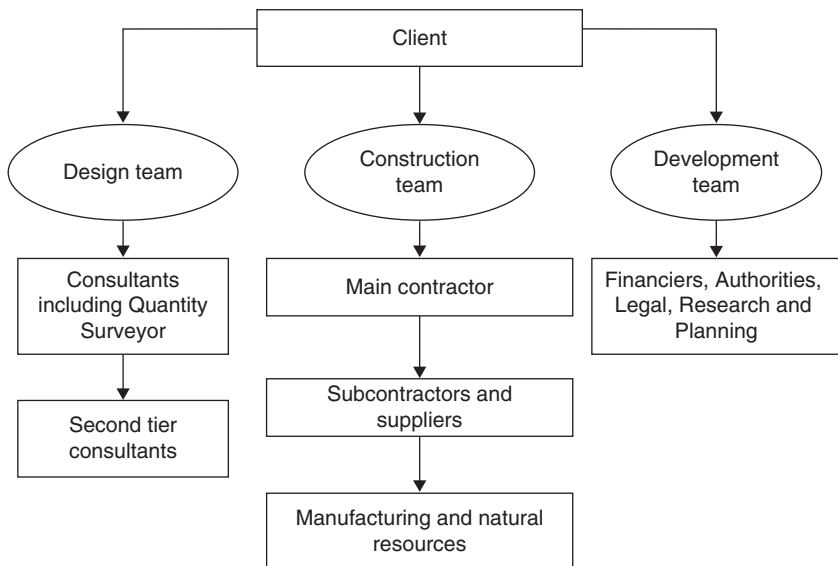 Client
Design team
Construction
team
Development
team
Consultants
including Quantity
Surveyor
Main contractor
Financiers, Authorities,
Legal, Research and
Planning
Second tier
consultants
Subcontractors and
suppliers
Manufacturing and natural
resources